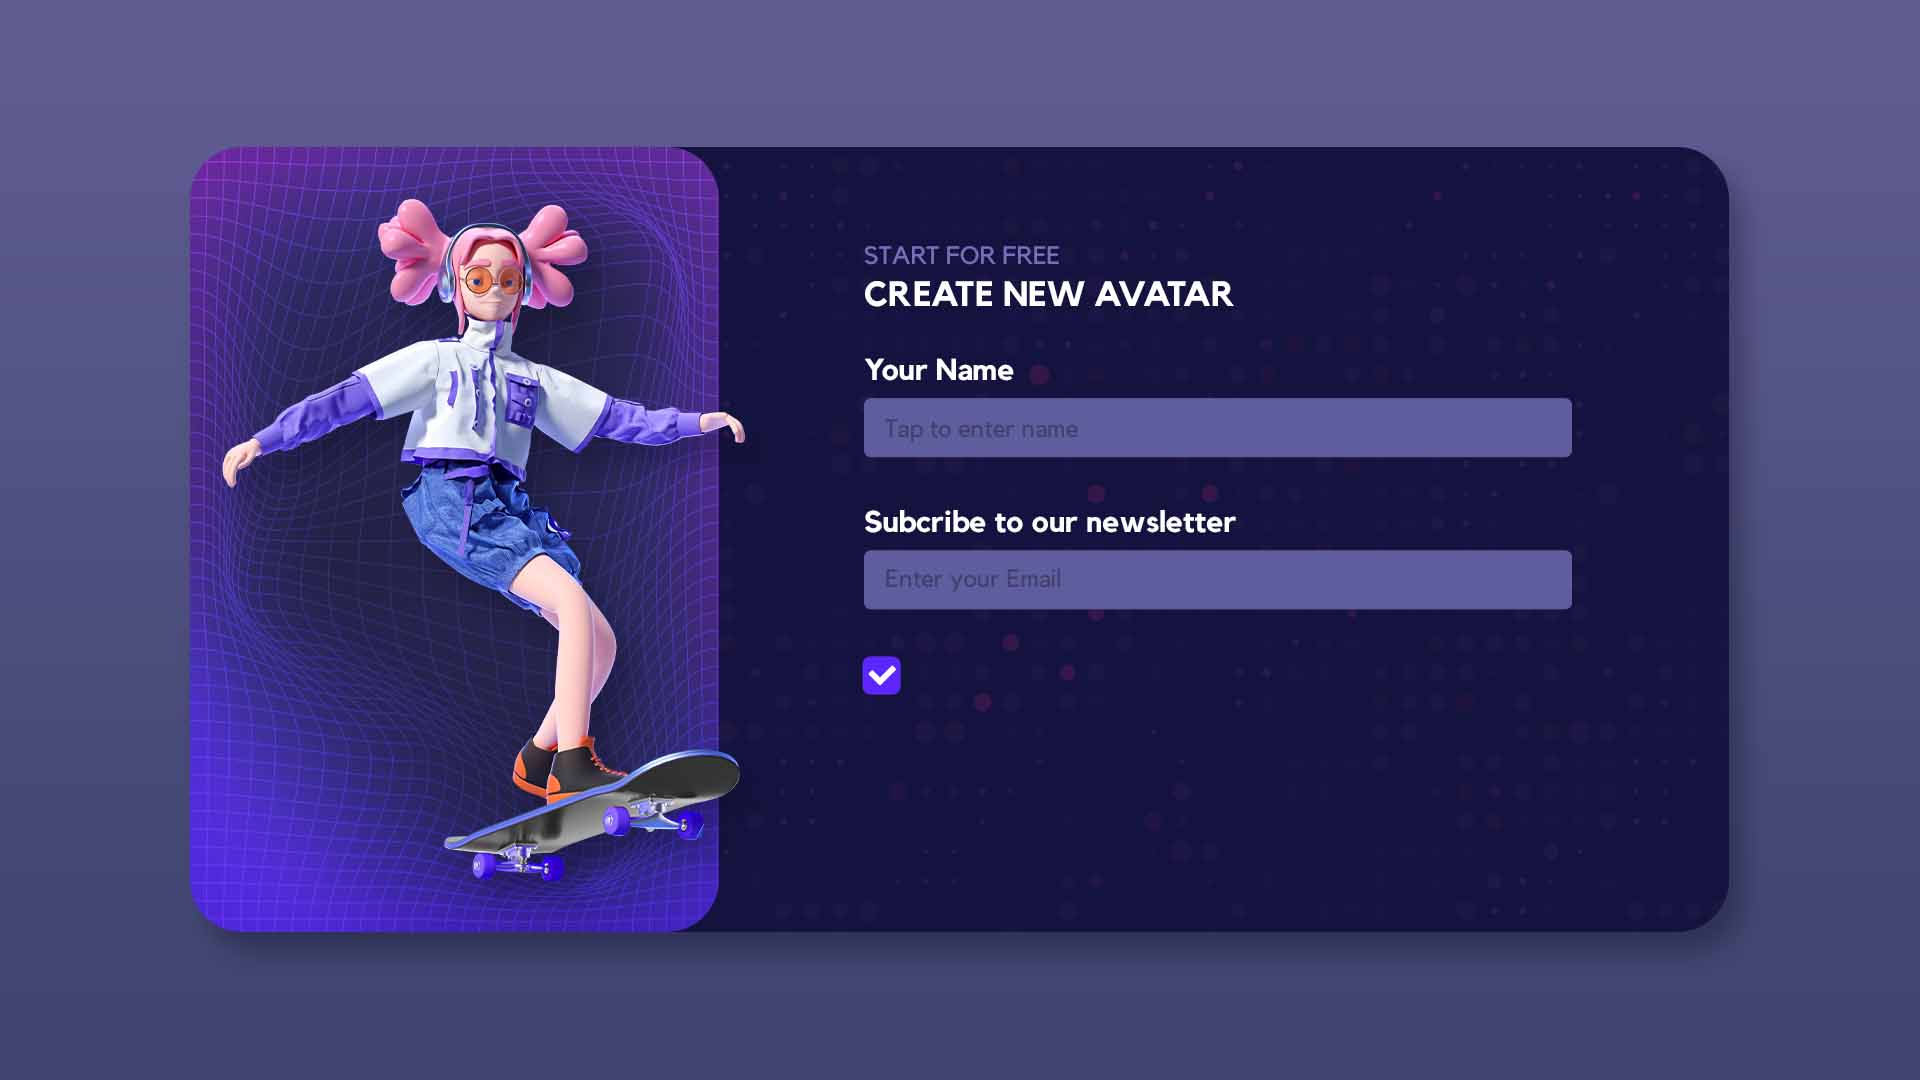 START FOR FREE
CREATE NEW AVATAR
Your Name
Tap to enter name
Subcribe to our newsletter
Enter your Email